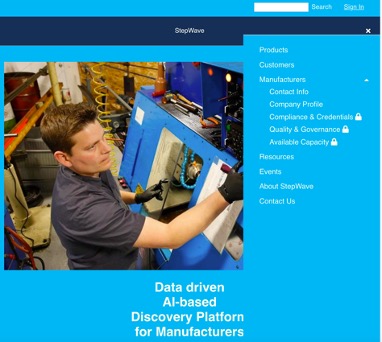 Search Sign In
StepWave
×
Products
Customers
Manufacturers
Contact Info
Company Profile
Compliance & Credentials
Quality & Governance
Available Capacity
Resources
Events
About StepWave
Contact Us
Data driven
AI-based
Discovery Platform
for Manufacturers